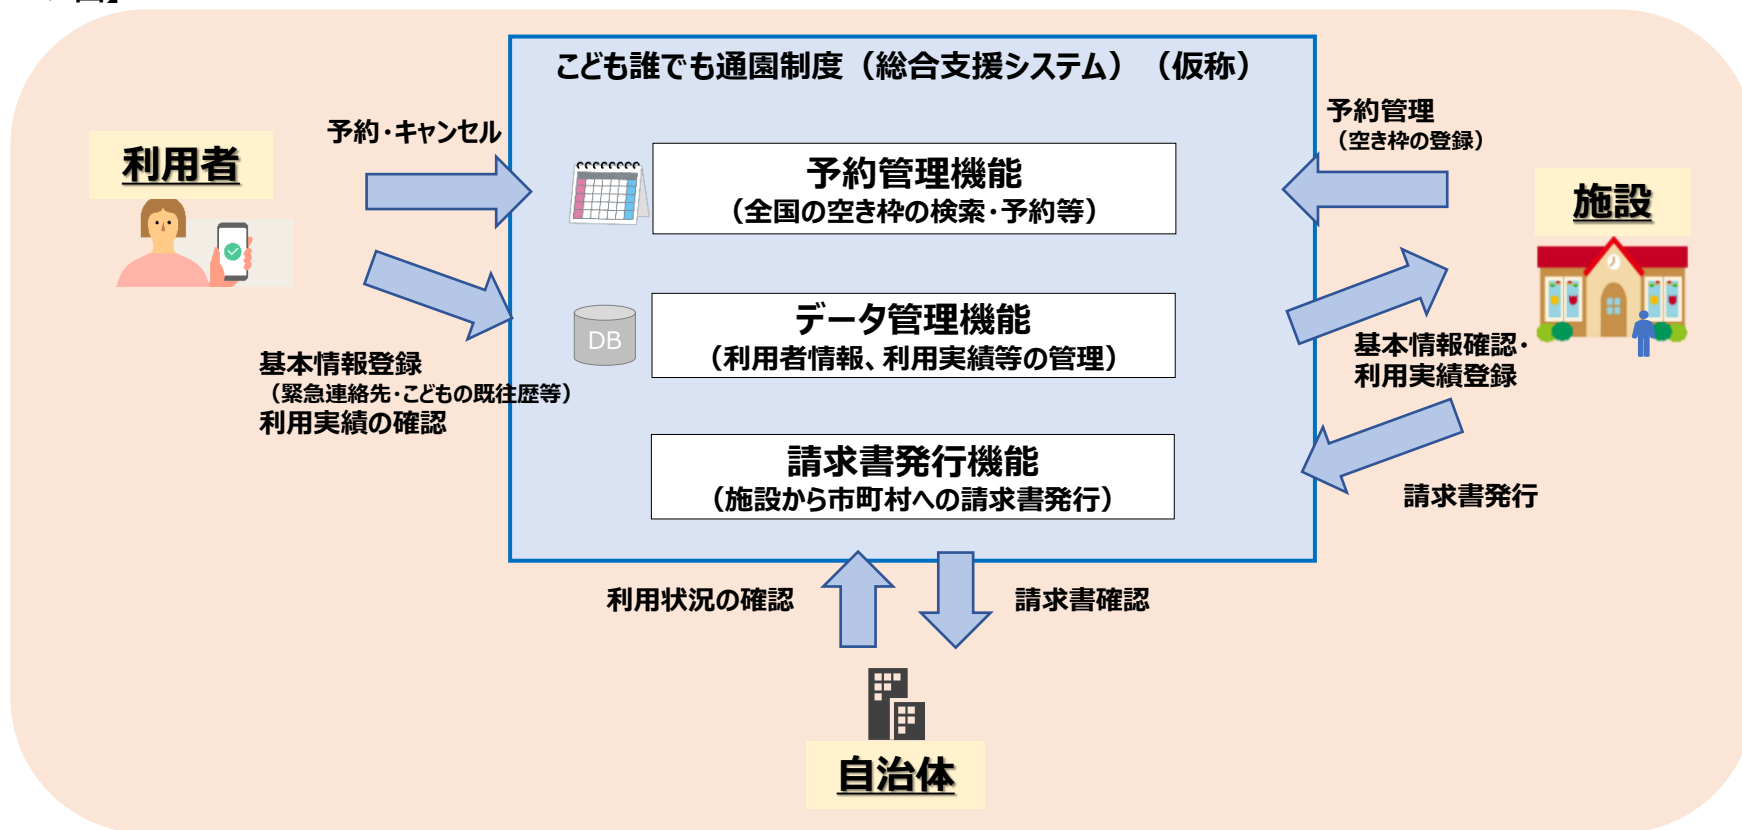 図】
こども誰でも通園制度（総合支援システム）（仮称）
利用者
予約・キャンセル
基本情報登録
（緊急連絡先・こどもの既往歴等）
利用実績の確認
予約管理機能
（全国の空き枠の検索・予約等）
DB
データ管理機能
（利用者情報、利用実績等の管理）
請求書発行機能
（施設から市町村への請求書発行）
予約管理
（空き枠の登録）
施設
基本情報確認・
利用実績登録
請求書発行
利用状況の確認
請求書確認
自治体